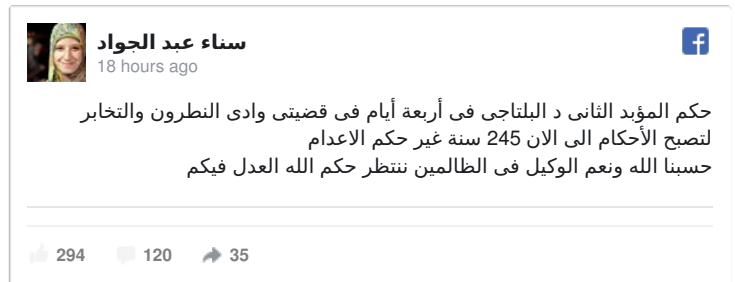 سناء عبد الجواد
18 hours ago
حكم المؤبد الثانى د البلتاجى فى أربعة أيام فى قضيتى وادى النطرون والتخابر
لتصبح الأحكام الى الان 245 سنة غير حكم الاعدام
حسبنا الله ونعم الوكيل فى الظالمين ننتظر حكم الله العدل فيكم
294 120 35